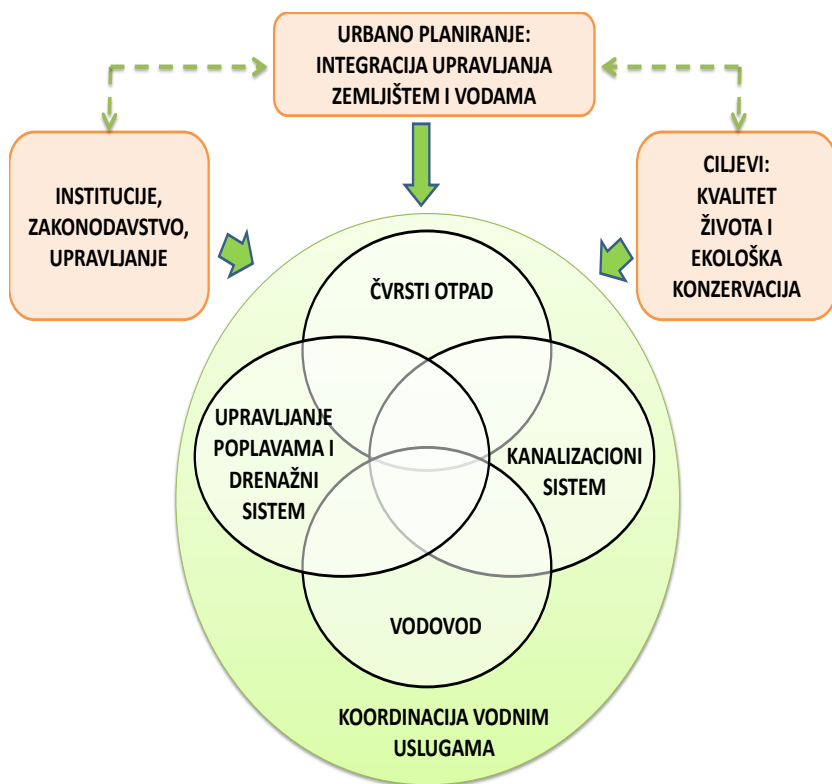 URBANO PLANIRANJE:
INTEGRACIJA UPRAVLJANJA
ZEMLJIŠTEM I VODAMA
INSTITUCIJE,
ZAKONODAVSTVO,
UPRAVLJANJE
CILJEVI:
KVALITET
ŽIVOTA I
EKOLOŠKA
KONZERVACIJA
ČVRSTI OTPAD
UPRAVLJANJE
POPLAVAMA I
DRENAŽNI
SISTEM
KANALIZACIONI
SISTEM
VODOVOD
KOORDINACIJA VODNIM
USLUGAMA